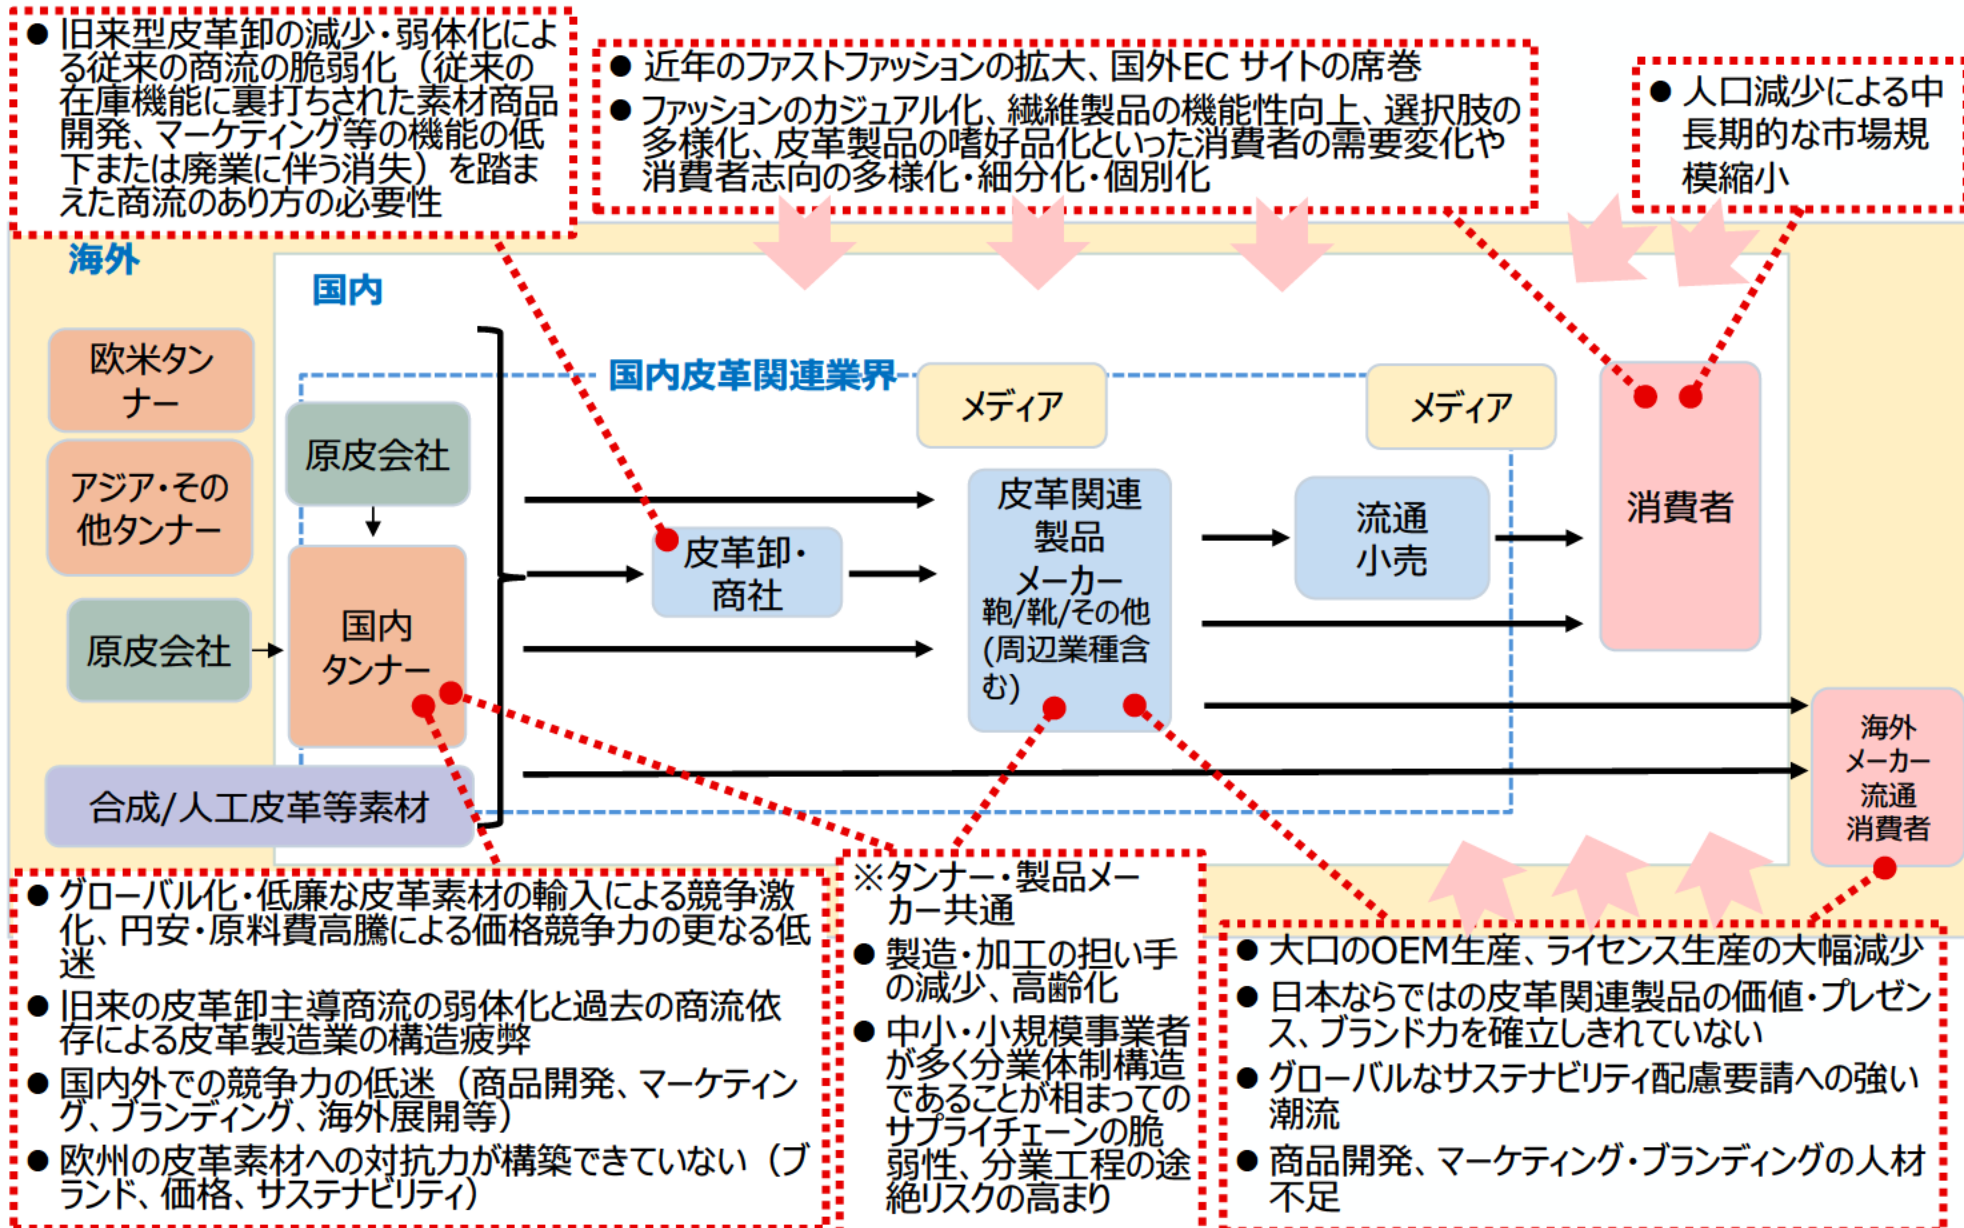 ● 旧来型皮革卸の減少・弱体化によ
る従来の商流の脆弱化（従来の
在庫機能に裏打ちされた素材商品
開発、マーケティング等の機能の低
下または廃業に伴う消失）を踏ま
えた商流のあり方の必要性
● 近年のファストファッションの拡大、国外EC サイトの席巻
● ファッションのカジュアル化、繊維製品の機能性向上、選択肢の
多様化、皮革製品の嗜好品化といった消費者の需要変化や
消費者志向の多様化・細分化・個別化
● 人口減少による中
長期的な市場規
模縮小
海外
国内
国内皮革関連業界
欧米タン
ナー
アジア・その
他タンナー
原皮会社
原皮会社
国内
タンナー
合成/人工皮革等素材
皮革卸・
商社
メディア
皮革関連
製品
メーカー
鞄/靴/その他
(周辺業種含
む)
メディア
流通
小売
消費者
海外
メーカー
流通
消費者
● グローバル化・低廉な皮革素材の輸入による競争激
化、円安・原料費高騰による価格競争力の更なる低
迷
● 旧来の皮革卸主導商流の弱体化と過去の商流依
存による皮革製造業の構造疲弊
● 国内外での競争力の低迷（商品開発、マーケティン
グ、ブランディング、海外展開等）
● 欧州の皮革素材への対抗力が構築できていない（ブ
ランド、価格、サステナビリティ）
※タンナー・製品メー
カー共通
● 製造・加工の担い手
の減少、高齢化
● 中小・小規模事業者
が多く分業体制構造
であることが相まっての
サプライチェーンの脆
弱性、分業工程の途
絶リスクの高まり
● 大口のOEM生産、ライセンス生産の大幅減少
● 日本ならではの皮革関連製品の価値・プレゼン
ス、ブランド力を確立しきれていない
● グローバルなサステナビリティ配慮要請への強い
潮流
● 商品開発、マーケティング・ブランディングの人材
不足